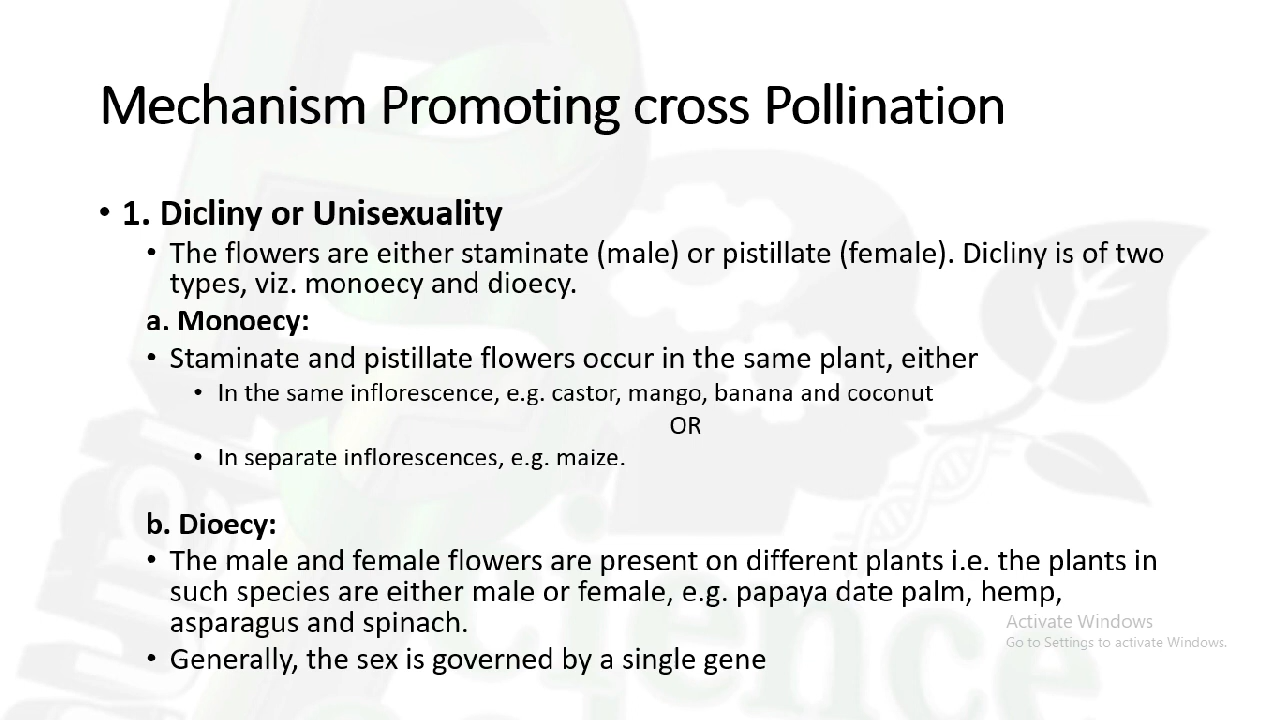 Mechanism Promoting cross Pollination
• 1. Dicliny or Unisexuality
• The flowers are either staminate (male) or pistillate (female). Dicliny is of two
types, viz. monoecy and dioecy.
a. Monoecy:
• Staminate and pistillate flowers occur in the same plant, either
• In the same inflorescence, e.g. castor, mango, banana and coconut
OR
• In separate inflorescences, e.g. maize.
b. Dioecy:
• The male and female flowers are present on different plants i.e. the plants in
such species are either male or female, e.g. papaya date palm, hemp,
asparagus and spinach.
• Generally, the sex is governed by a single gene
Activate Windows
Go to Settings to activate Windows.